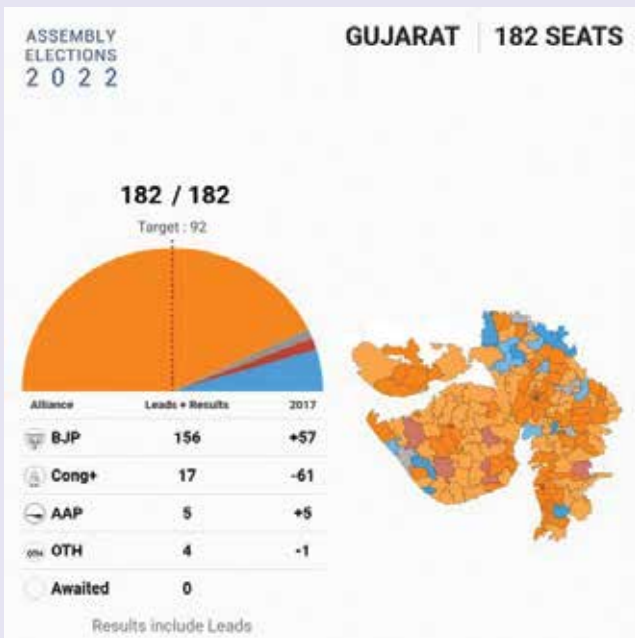 ASSEMBLY
ELECTIONS
2022
GUJARAT | 182 SEATS
182 / 182
Target : 92
Alliance Leads + Results 2017
BJP 156 +57
Cong+ 17 -61
AAP 5 +5
OTH OTH 4 -1
Awaited 0
Results include Leads